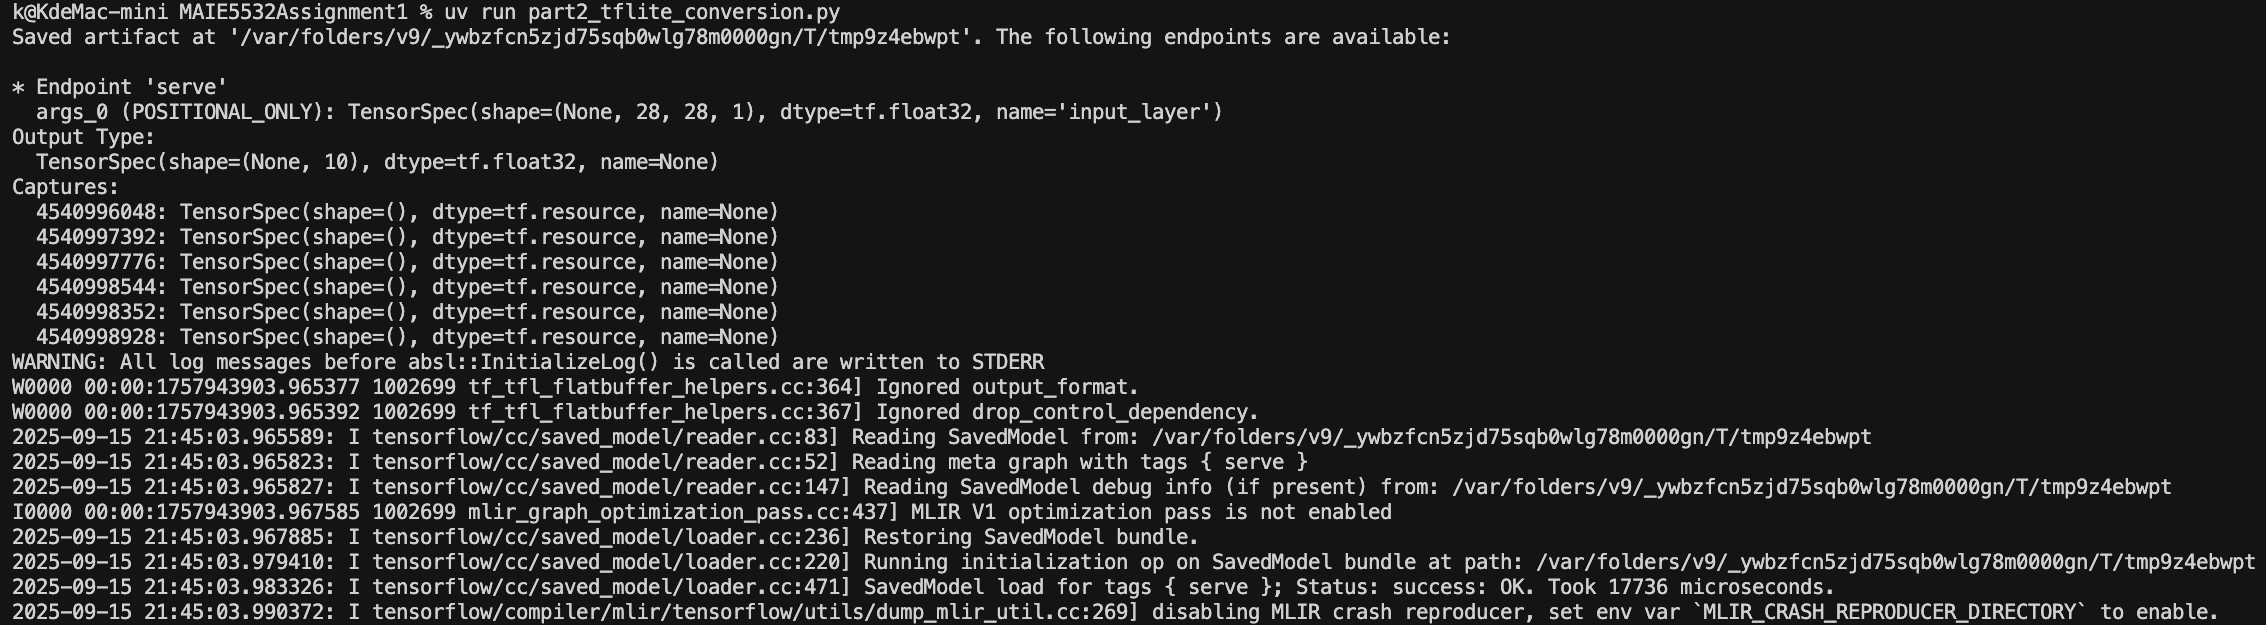 k@KdeMac-mini MAIE5532Assignment1 % uv run part2_tflite_conversion.py
Saved artifact at '/var/folders/v9/_ywbzfcn5zjd75sqb0wlg78m0000gn/T/tmp9z4ebwpt'. The following endpoints are available:

* Endpoint 'serve'
  args_0 (POSITIONAL_ONLY): TensorSpec(shape=(None, 28, 28, 1), dtype=tf.float32, name='input_layer')
Output Type:
  TensorSpec(shape=(None, 10), dtype=tf.float32, name=None)
Captures:
  4540996048: TensorSpec(shape=(), dtype=tf.resource, name=None)
  4540997392: TensorSpec(shape=(), dtype=tf.resource, name=None)
  4540997776: TensorSpec(shape=(), dtype=tf.resource, name=None)
  4540998544: TensorSpec(shape=(), dtype=tf.resource, name=None)
  4540998352: TensorSpec(shape=(), dtype=tf.resource, name=None)
  4540998928: TensorSpec(shape=(), dtype=tf.resource, name=None)
WARNING: All log messages before absl::InitializeLog() is called are written to STDERR
W0000 00:00:1757943903.965377 1002699 tf_tfl_flatbuffer_helpers.cc:364] Ignored output_format.
W0000 00:00:1757943903.965392 1002699 tf_tfl_flatbuffer_helpers.cc:367] Ignored drop_control_dependency.
2025-09-15 21:45:03.965589: I tensorflow/cc/saved_model/reader.cc:83] Reading SavedModel from: /var/folders/v9/_ywbzfcn5zjd75sqb0wlg78m0000gn/T/tmp9z4ebwpt
2025-09-15 21:45:03.965823: I tensorflow/cc/saved_model/reader.cc:52] Reading meta graph with tags { serve }
2025-09-15 21:45:03.965827: I tensorflow/cc/saved_model/reader.cc:147] Reading SavedModel debug info (if present) from: /var/folders/v9/_ywbzfcn5zjd75sqb0wlg78m0000gn/T/tmp9z4ebwpt
I0000 00:00:1757943903.967585 1002699 mlir_graph_optimization_pass.cc:437] MLIR V1 optimization pass is not enabled
2025-09-15 21:45:03.967885: I tensorflow/cc/saved_model/loader.cc:236] Restoring SavedModel bundle.
2025-09-15 21:45:03.979410: I tensorflow/cc/saved_model/loader.cc:220] Running initialization op on SavedModel bundle at path: /var/folders/v9/_ywbzfcn5zjd75sqb0wlg78m0000gn/T/tmp9z4ebwpt
2025-09-15 21:45:03.983326: I tensorflow/cc/saved_model/loader.cc:471] SavedModel load for tags { serve }; Status: success: OK. Took 17736 microseconds.
2025-09-15 21:45:03.990372: I tensorflow/compiler/mlir/tensorflow/utils/dump_mlir_util.cc:269] disabling MLIR crash reproducer, set env var `MLIR_CRASH_REPRODUCER_DIRECTORY` to enable.